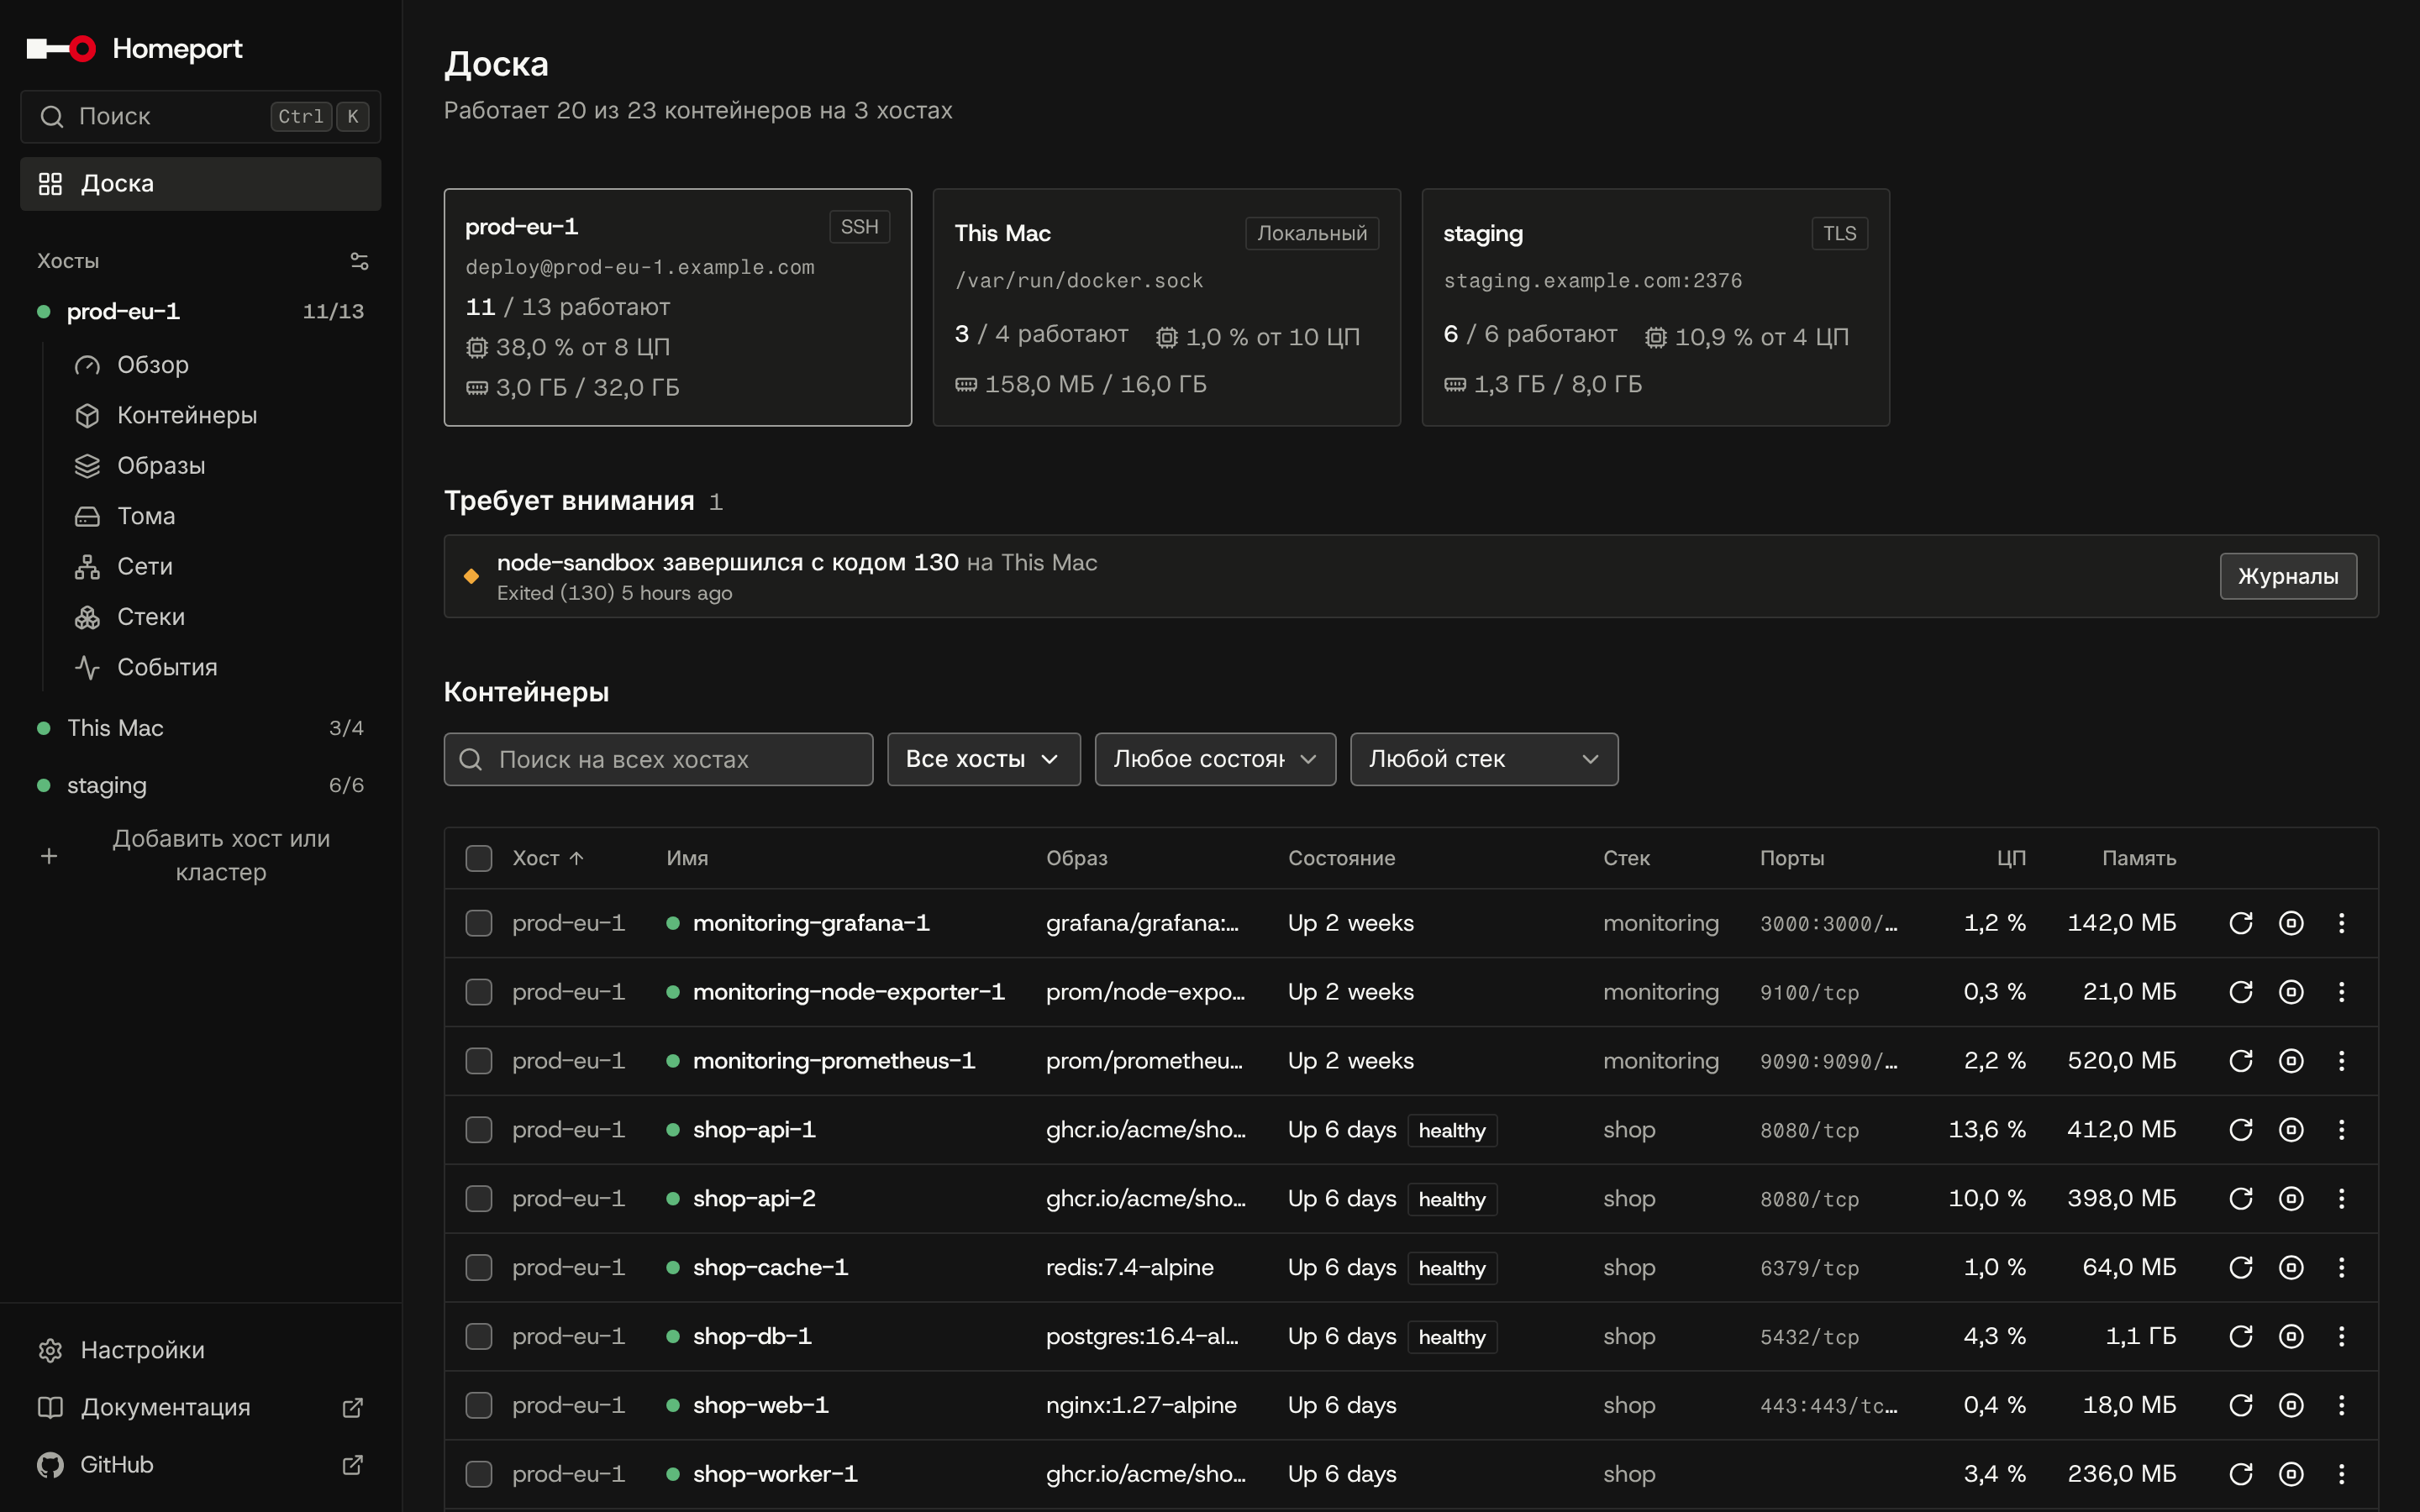 Homeport
Поиск Ctrl K
Доска
Хосты
prod-eu-1 11/13
Обзор
Контейнеры
Образы
Тома
Сети
Стеки
События
This Mac 3/4
staging 6/6
Добавить хост или
кластер
Настройки
Документация
GitHub
Доска
Работает 20 из 23 контейнеров на 3 хостах
prod-eu-1 SSH
deploy@prod-eu-1.example.com
11 / 13 работают
38,0 % от 8 ЦП
3,0 ГБ / 32,0 ГБ
This Mac Локальный
/var/run/docker.sock
3 / 4 работают 1,0 % от 10 ЦП
158,0 МБ / 16,0 ГБ
staging TLS
staging.example.com:2376
6 / 6 работают 10,9 % от 4 ЦП
1,3 ГБ / 8,0 ГБ
Требует внимания 1
node-sandbox завершился с кодом 130 на This Mac
Exited (130) 5 hours ago
Журналы
Контейнеры
Поиск на всех хостах Все хосты Любое состоян Любой стек
Хост Имя Образ Состояние Стек Порты ЦП Память
prod-eu-1 monitoring-grafana-1 grafana/grafana:... Up 2 weeks monitoring 3000:3000/... 1,2 % 142,0 МБ
prod-eu-1 monitoring-node-exporter-1 prom/node-expo... Up 2 weeks monitoring 9100/tcp 0,3 % 21,0 МБ
prod-eu-1 monitoring-prometheus-1 prom/prometheu... Up 2 weeks monitoring 9090:9090/... 2,2 % 520,0 МБ
prod-eu-1 shop-api-1 ghcr.io/acme/sho... Up 6 days healthy shop 8080/tcp 13,6 % 412,0 МБ
prod-eu-1 shop-api-2 ghcr.io/acme/sho... Up 6 days healthy shop 8080/tcp 10,0 % 398,0 МБ
prod-eu-1 shop-cache-1 redis:7.4-alpine Up 6 days healthy shop 6379/tcp 1,0 % 64,0 МБ
prod-eu-1 shop-db-1 postgres:16.4-al... Up 6 days healthy shop 5432/tcp 4,3 % 1,1 ГБ
prod-eu-1 shop-web-1 nginx:1.27-alpine Up 6 days shop 443:443/tc... 0,4 % 18,0 МБ
prod-eu-1 shop-worker-1 ghcr.io/acme/sho... Up 6 days shop 3,4 % 236,0 МБ